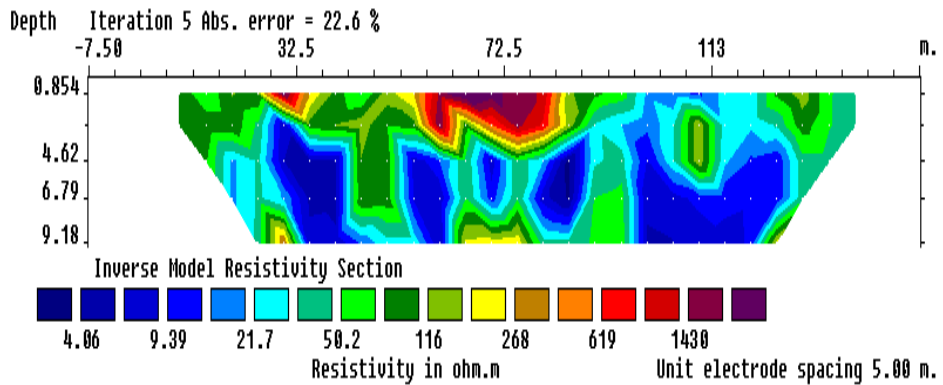 Depth Iteration 5 Abs. error = 22.6 %
-7.50 32.5 72.5 113 m.
0.854
4.62
6.79
9.18
Inverse Model Resistivity Section
4.06 9.39 21.7 50.2 116 268 619 1430
Resistivity in ohm.m Unit electrode spacing 5.00 m.